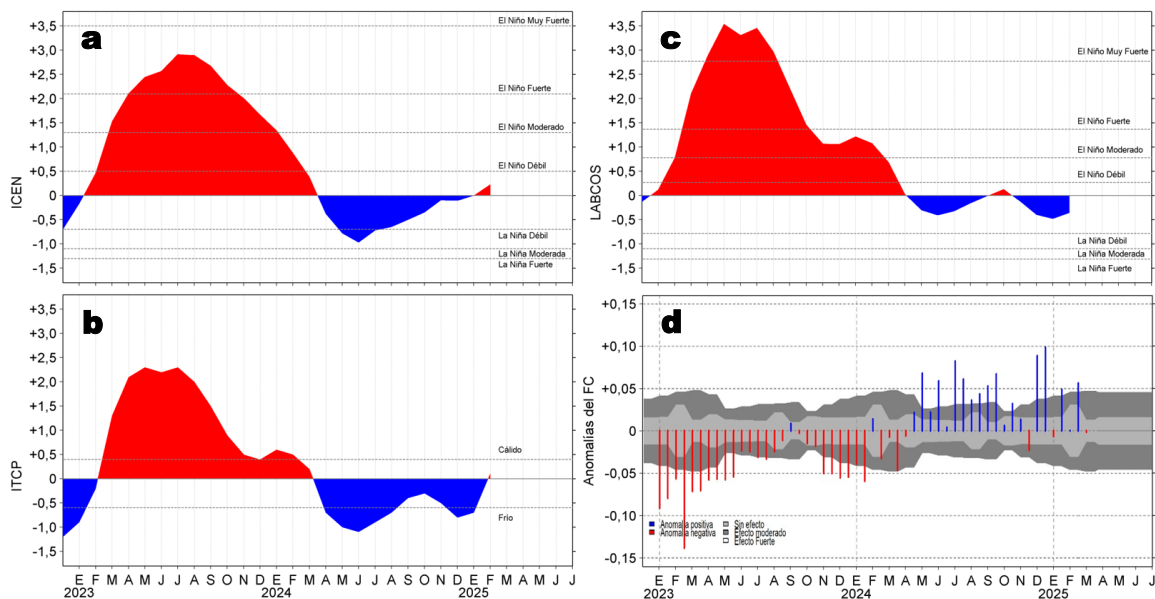 a
+3,5
+3,0
+2,5
+2,0
+1,5
+1,0
+0,5
0
-0,5
-1,0
-1,5
ICEN
El Niño Muy Fuerte
El Niño Fuerte
El Niño Moderado
El Niño Débil
La Niña Débil
La Niña Moderada
La Niña Fuerte
c
+3,5
+3,0
+2,5
+2,0
+1,5
+1,0
+0,5
0
-0,5
-1,0
-1,5
LABCOS
El Niño Muy Fuerte
El Niño Fuerte
El Niño Moderado
El Niño Débil
La Niña Débil
La Niña Moderada
La Niña Fuerte
b
+3,5
+3,0
+2,5
+2,0
+1,5
+1,0
+0,5
0
-0,5
-1,0
-1,5
ITCP
Cálido
Frío
E F M A M J J A S O N D E F M A M J J A S O N D E F M A M J J
2023 2024 2025
d
+0,15
+0,10
+0,05
0
-0,05
-0,10
-0,15
Anomalías del FC
Anomalía positiva Sin efecto
Anomalía negativa Efecto moderado
Efecto Fuerte
E F M A M J J A S O N D E F M A M J J A S O N D E F M A M J J
2023 2024 2025